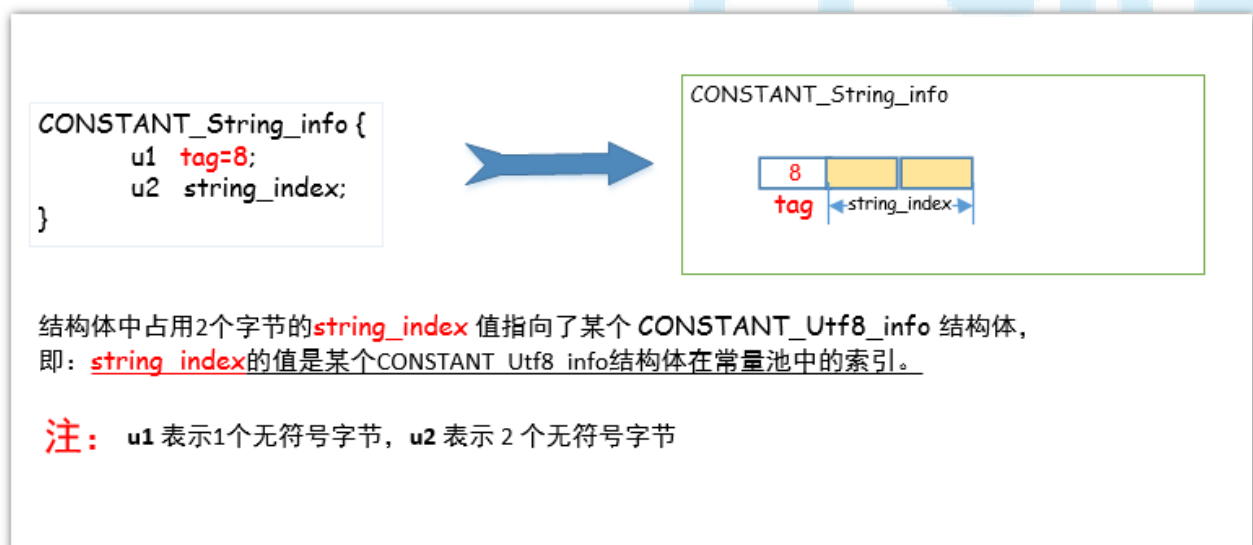 CONSTANT_String_info {
u1 tag=8;
u2 string_index;
}
CONSTANT_String_info
8
tag
string_index
结构体中占用2个字节的string_index 值指向了某个 CONSTANT_Utf8_info 结构体，
即：string_index的值是某个CONSTANT_Utf8_info结构体在常量池中的索引。
注： u1 表示1个无符号字节，u2 表示 2 个无符号字节